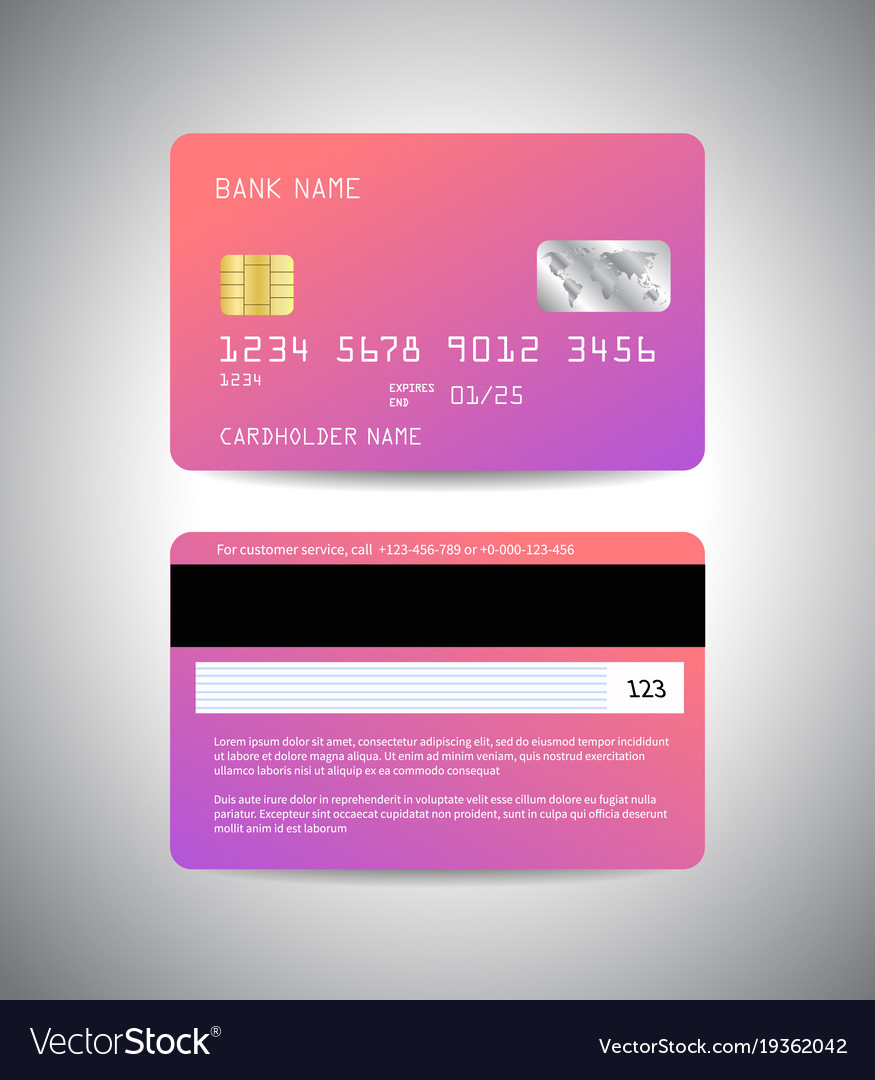 BANK NAME
1234 5678 9012 3456
1234
EXPIRES
END
01/25
CARDHOLDER NAME
For customer service, call +123-456-789 or +0-000-123-456
123
Lorem ipsum dolor sit amet, consectetur adipiscing elit, sed do eiusmod tempor incididunt
ut labore et dolore magna aliqua. Ut enim ad minim veniam, quis nostrud exercitation
ullamco laboris nisi ut aliquip ex ea commodo consequat
Duis aute irure dolor in reprehenderit in voluptate velit esse cillum dolore eu fugiat nulla
pariatur. Excepteur sint occaecat cupidatat non proident, sunt in culpa qui officia deserunt
mollit anim id est laborum
VectorStock®
VectorStock.com/19362042